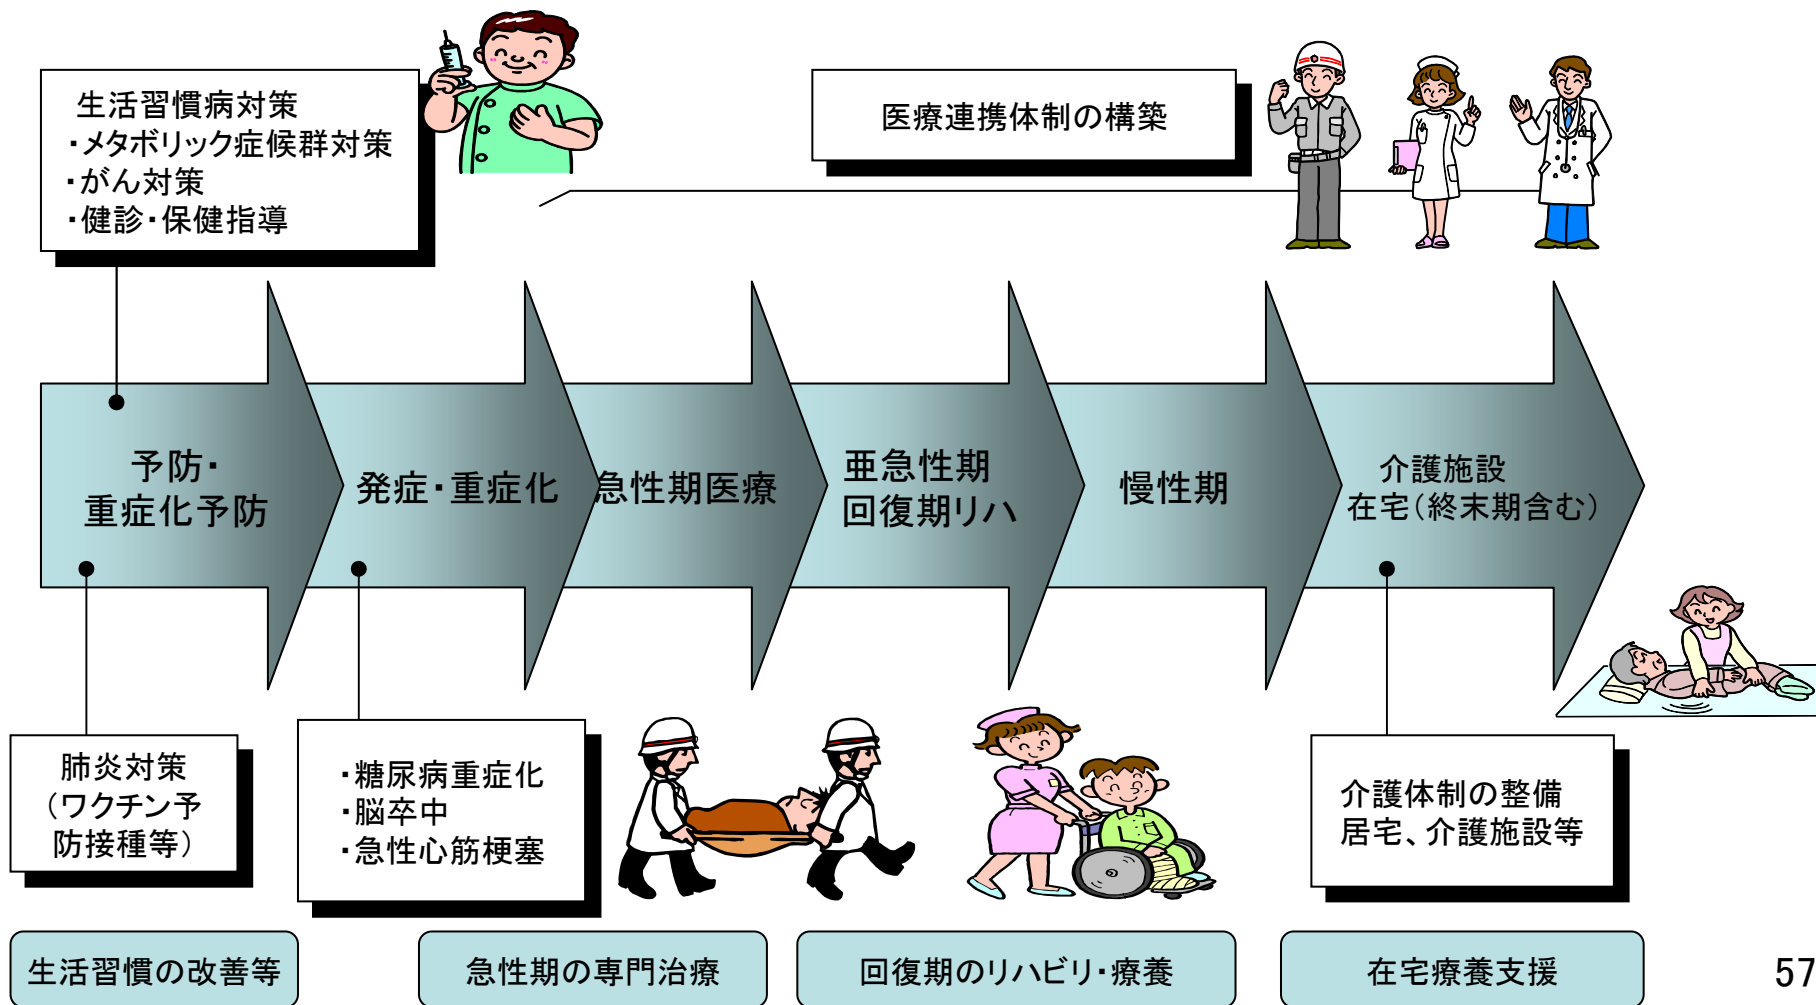 生活習慣病対策
・メタボリック症候群対策
・がん対策
・健診・保健指導
医療連携体制の構築
予防・
重症化予防
発症・重症化
急性期医療
亜急性期
回復期リハ
慢性期
介護施設
在宅(終末期含む)
肺炎対策
(ワクチン予
防接種等)
・糖尿病重症化
・脳卒中
・急性心筋梗塞
介護体制の整備
居宅、介護施設等
生活習慣の改善等
急性期の専門治療
回復期のリハビリ・療養
在宅療養支援
57